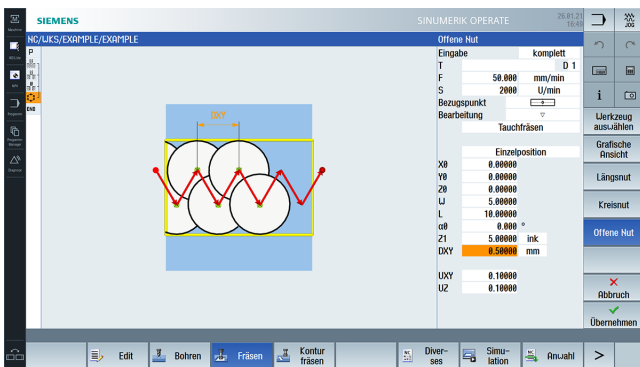 SIEMENS
SINUMERIK OPERATE
JOG
NC/WKS/EXAMPLE/EXAMPLE
Offene Nut
P
END
DXY
Eingabe komplett
T D 1
F 50.000 mm/min
S 2000 U/min
Bezugspunkt
Bearbeitung ▽
Tauchfräsen
Einzelposition
X0 0.00000
Y0 0.00000
Z0 0.00000
W 5.00000
L 10.00000
α0 0.000 °
Z1 5.00000 ink
DXY 0.50000 mm
UXY 0.10000
UZ 0.10000
Werkzeug
auswählen
Grafische
Ansicht
Längsnut
Kreisnut
Offene Nut
Abbruch
Übernehmen
Edit
Bohren
Fräsen
Kontur
fräsen
Diver-
ses
Simu-
lation
Anwahl
>